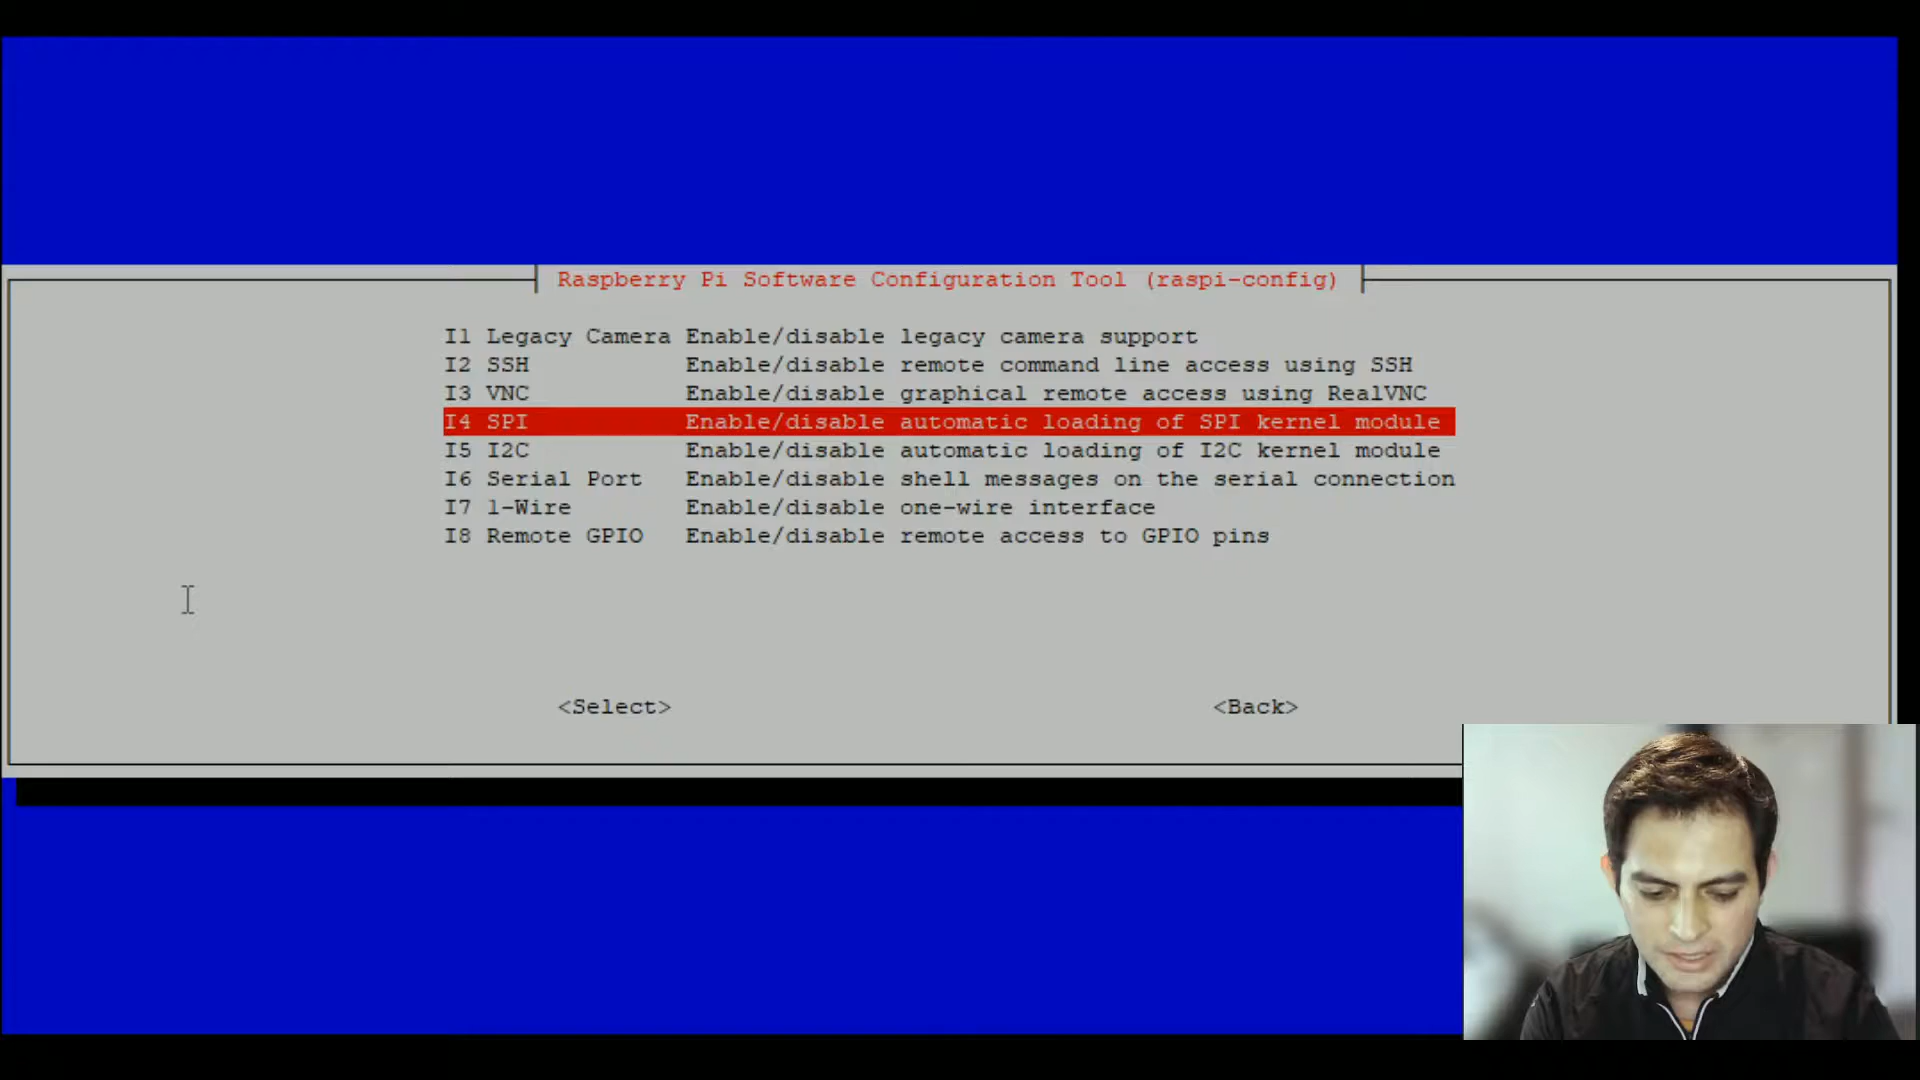 Raspberry Pi Software Configuration Tool (raspi-config)
I1 Legacy Camera Enable/disable legacy camera support
I2 SSH Enable/disable remote command line access using SSH
I3 VNC Enable/disable graphical remote access using RealVNC
I4 SPI Enable/disable automatic loading of SPI kernel module
I5 I2C Enable/disable automatic loading of I2C kernel module
I6 Serial Port Enable/disable shell messages on the serial connection
I7 1-Wire Enable/disable one-wire interface
I8 Remote GPIO Enable/disable remote access to GPIO pins
<Select> <Back>